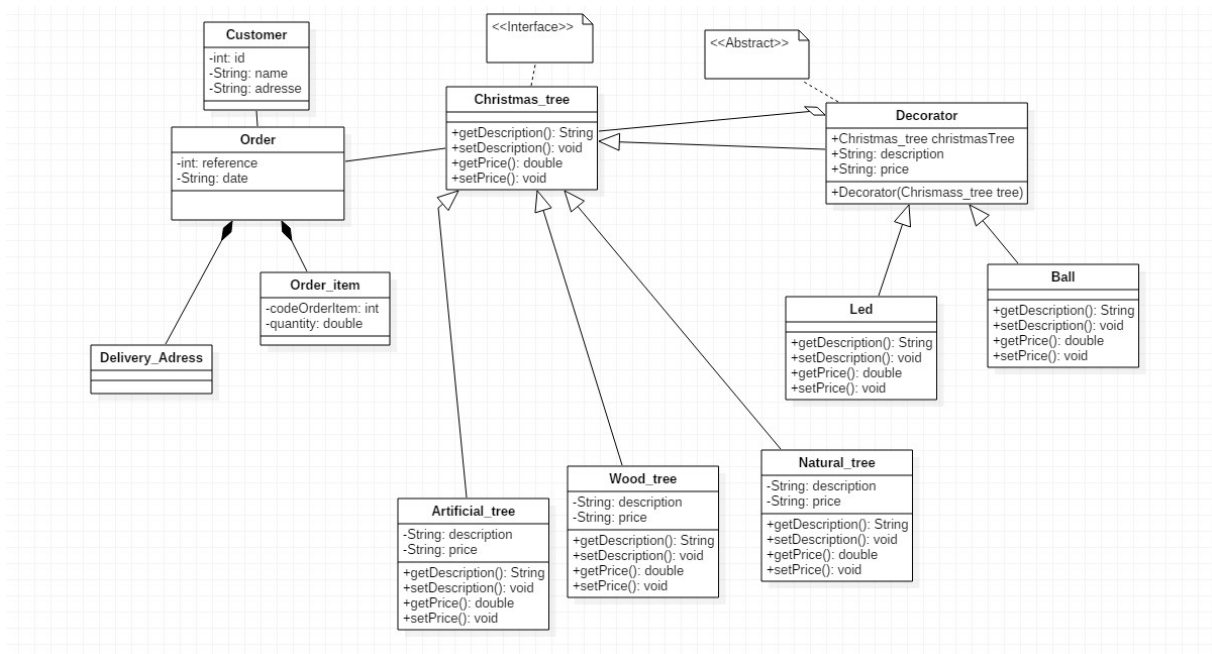 Customer
-int: id
-String: name
-String: adresse
<<Interface>>
<<Abstract>>
Christmas_tree
+getDescription(): String
+setDescription(): void
+getPrice(): double
+setPrice(): void
Decorator
+Christmas_tree christmasTree
+String: description
+String: price
+Decorator(Chrismass_tree tree)
Order
-int: reference
-String: date
Order_item
-codeOrderItem: int
-quantity: double
Delivery_Adress
Led
+getDescription(): String
+setDescription(): void
+getPrice(): double
+setPrice(): void
Ball
+getDescription(): String
+setDescription(): void
+getPrice(): double
+setPrice(): void
Artificial_tree
-String: description
-String: price
+getDescription(): String
+setDescription(): void
+getPrice(): double
+setPrice(): void
Wood_tree
-String: description
-String: price
+getDescription(): String
+setDescription(): void
+getPrice(): double
+setPrice(): void
Natural_tree
-String: description
-String: price
+getDescription(): String
+setDescription(): void
+getPrice(): double
+setPrice(): void